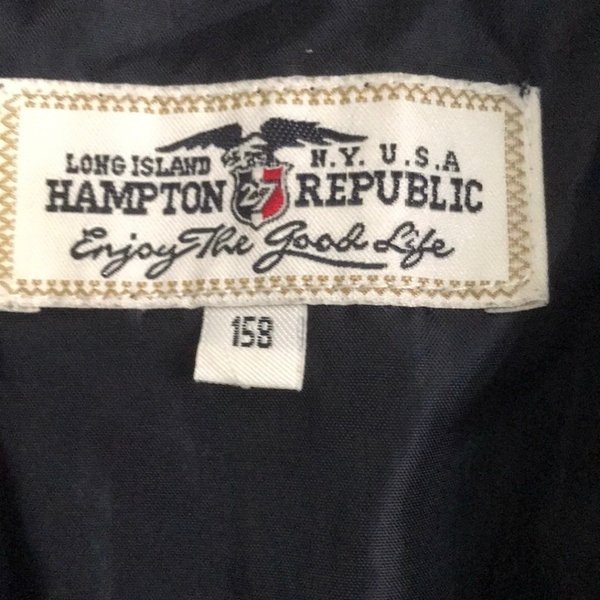 LONG ISLAND N.Y. U.S.A
HAMPTON 27 REPUBLIC
Enjoy The Good Life
158